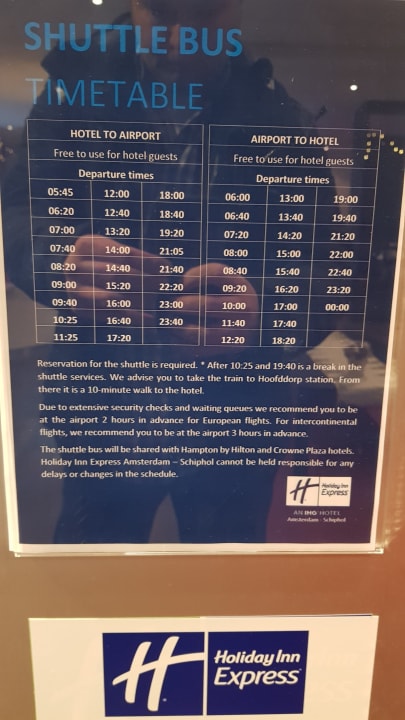 SHUTTLE BUS
TIMETABLE
HOTEL TO AIRPORT
Free to use for hotel guests
Departure times
05:45 12:00 18:00
06:20 12:40 18:40
07:00 13:20 19:20
07:40 14:00 21:05
08:20 14:40 21:40
09:00 15:20 22:20
09:40 16:00 23:00
10:25 16:40 23:40
11:25 17:20
AIRPORT TO HOTEL
Free to use for hotel guests
Departure times
06:00 13:00 19:00
06:40 13:40 19:40
07:20 14:20 21:20
08:00 15:00 22:00
08:40 15:40 22:40
09:20 16:20 23:20
10:00 17:00 00:00
11:40 17:40
12:20 18:20
Reservation for the shuttle is required. * After 10:25 and 19:40 is a break in the
shuttle services. We advise you to take the train to Hoofddorp station. From
there it is a 10-minute walk to the hotel.
Due to extensive security checks and waiting queues we recommend you to be
at the airport 2 hours in advance for European flights. For intercontinental
flights, we recommend you to be at the airport 3 hours in advance.
The shuttle bus will be shared with Hampton by Hilton and Crowne Plaza hotels.
Holiday Inn Express Amsterdam – Schiphol cannot be held responsible for any
delays or changes in the schedule.
H Holiday Inn
Express
AN IHG HOTEL
Amsterdam - Schiphol
H Holiday Inn
Express